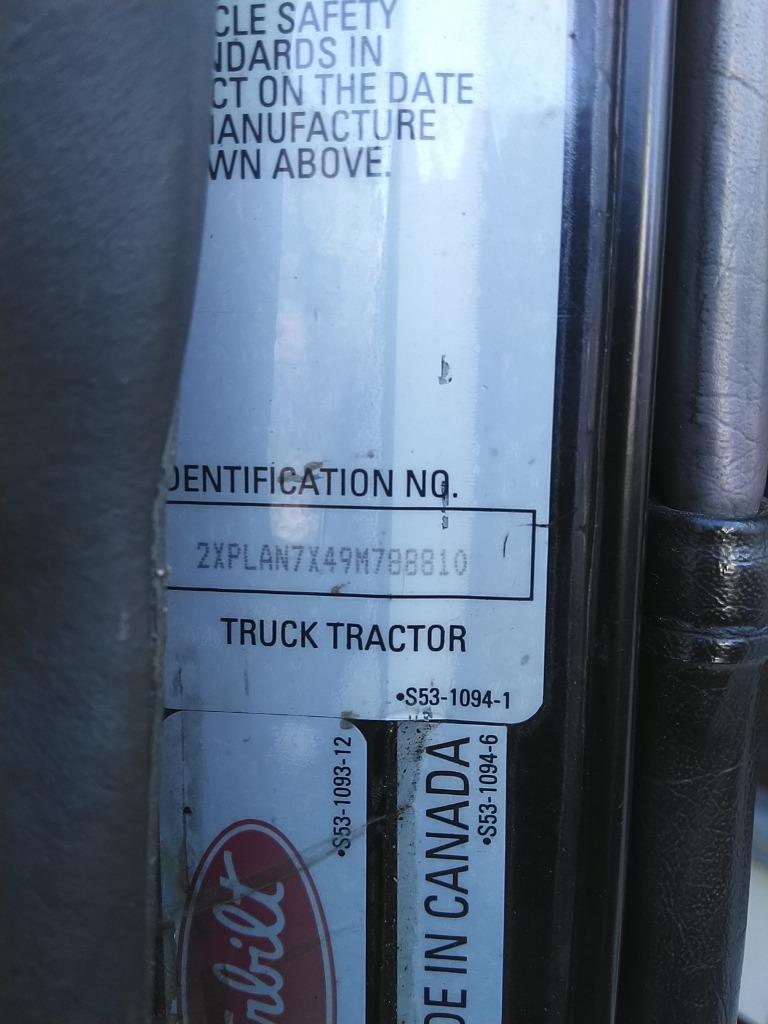 CLE SAFETY
NDARDS IN
CT ON THE DATE
MANUFACTURE
WN ABOVE.
DENTIFICATION NO.
2XPLAN7X49M788810
TRUCK TRACTOR
•S53-1094-1
•S53-1093-12
rbilt
DE IN CANADA
•S53-1094-6